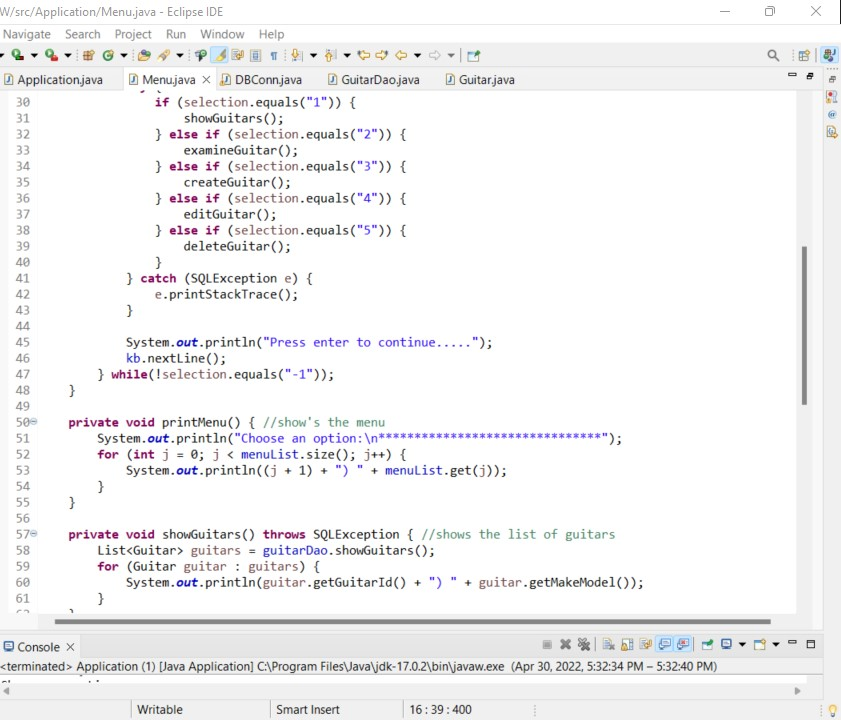 W/src/Application/Menu.java - Eclipse IDE
Navigate Search Project Run Window Help
Application.java Menu.java DBConn.java GuitarDao.java Guitar.java
30 if (selection.equals("1")) {
31 showGuitars();
32 } else if (selection.equals("2")) {
33 examineGuitar();
34 } else if (selection.equals("3")) {
35 createGuitar();
36 } else if (selection.equals("4")) {
37 editGuitar();
38 } else if (selection.equals("5")) {
39 deleteGuitar();
40 }
41 } catch (SQLException e) {
42 e.printStackTrace();
43 }
44
45 System.out.println("Press enter to continue.....");
46 kb.nextLine();
47 } while(!selection.equals("-1"));
48 }
49
50 private void printMenu() { //show's the menu
51 System.out.println("Choose an option:\n*******************************");
52 for (int j = 0; j < menuList.size(); j++) {
53 System.out.println((j + 1) + ") " + menuList.get(j));
54 }
55 }
56
57 private void showGuitars() throws SQLException { //shows the list of guitars
58 List<Guitar> guitars = guitarDao.showGuitars();
59 for (Guitar guitar : guitars) {
60 System.out.println(guitar.getGuitarId() + ") " + guitar.getMakeModel());
61 }
Console
<terminated> Application (1) [Java Application] C:\Program Files\Java\jdk-17.0.2\bin\javaw.exe (Apr 30, 2022, 5:32:34 PM – 5:32:40 PM)
Writable Smart Insert 16 : 39 : 400